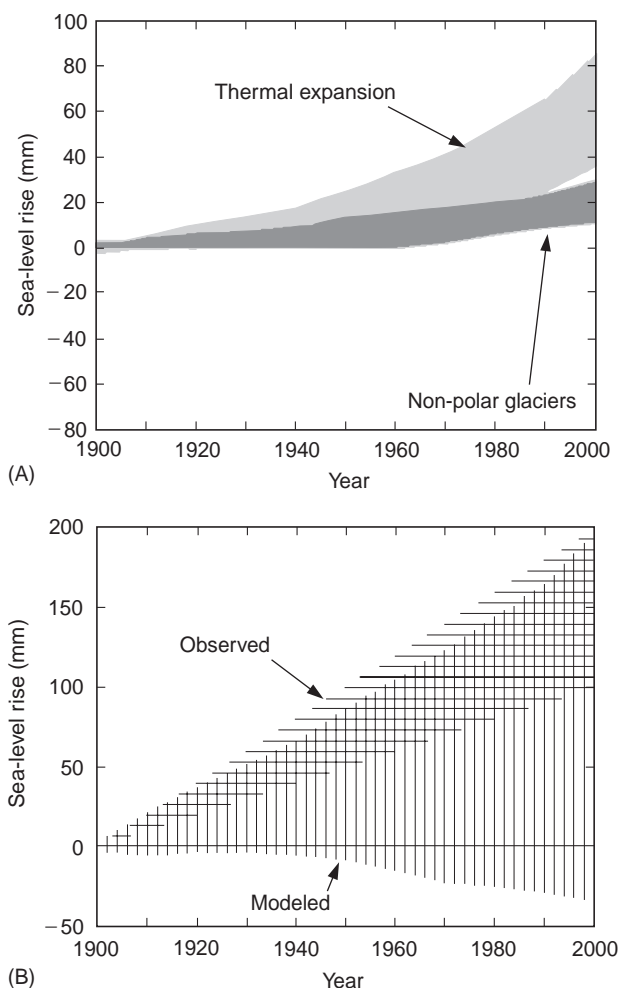 100
80
60
40
20
0
−20
−40
−60
−80
Sea-level rise (mm)
Thermal expansion
Non-polar glaciers
1900 1920 1940 1960 1980 2000
Year
(A)
200
150
100
50
0
−50
Sea-level rise (mm)
Observed
Modeled
1900 1920 1940 1960 1980 2000
Year
(B)